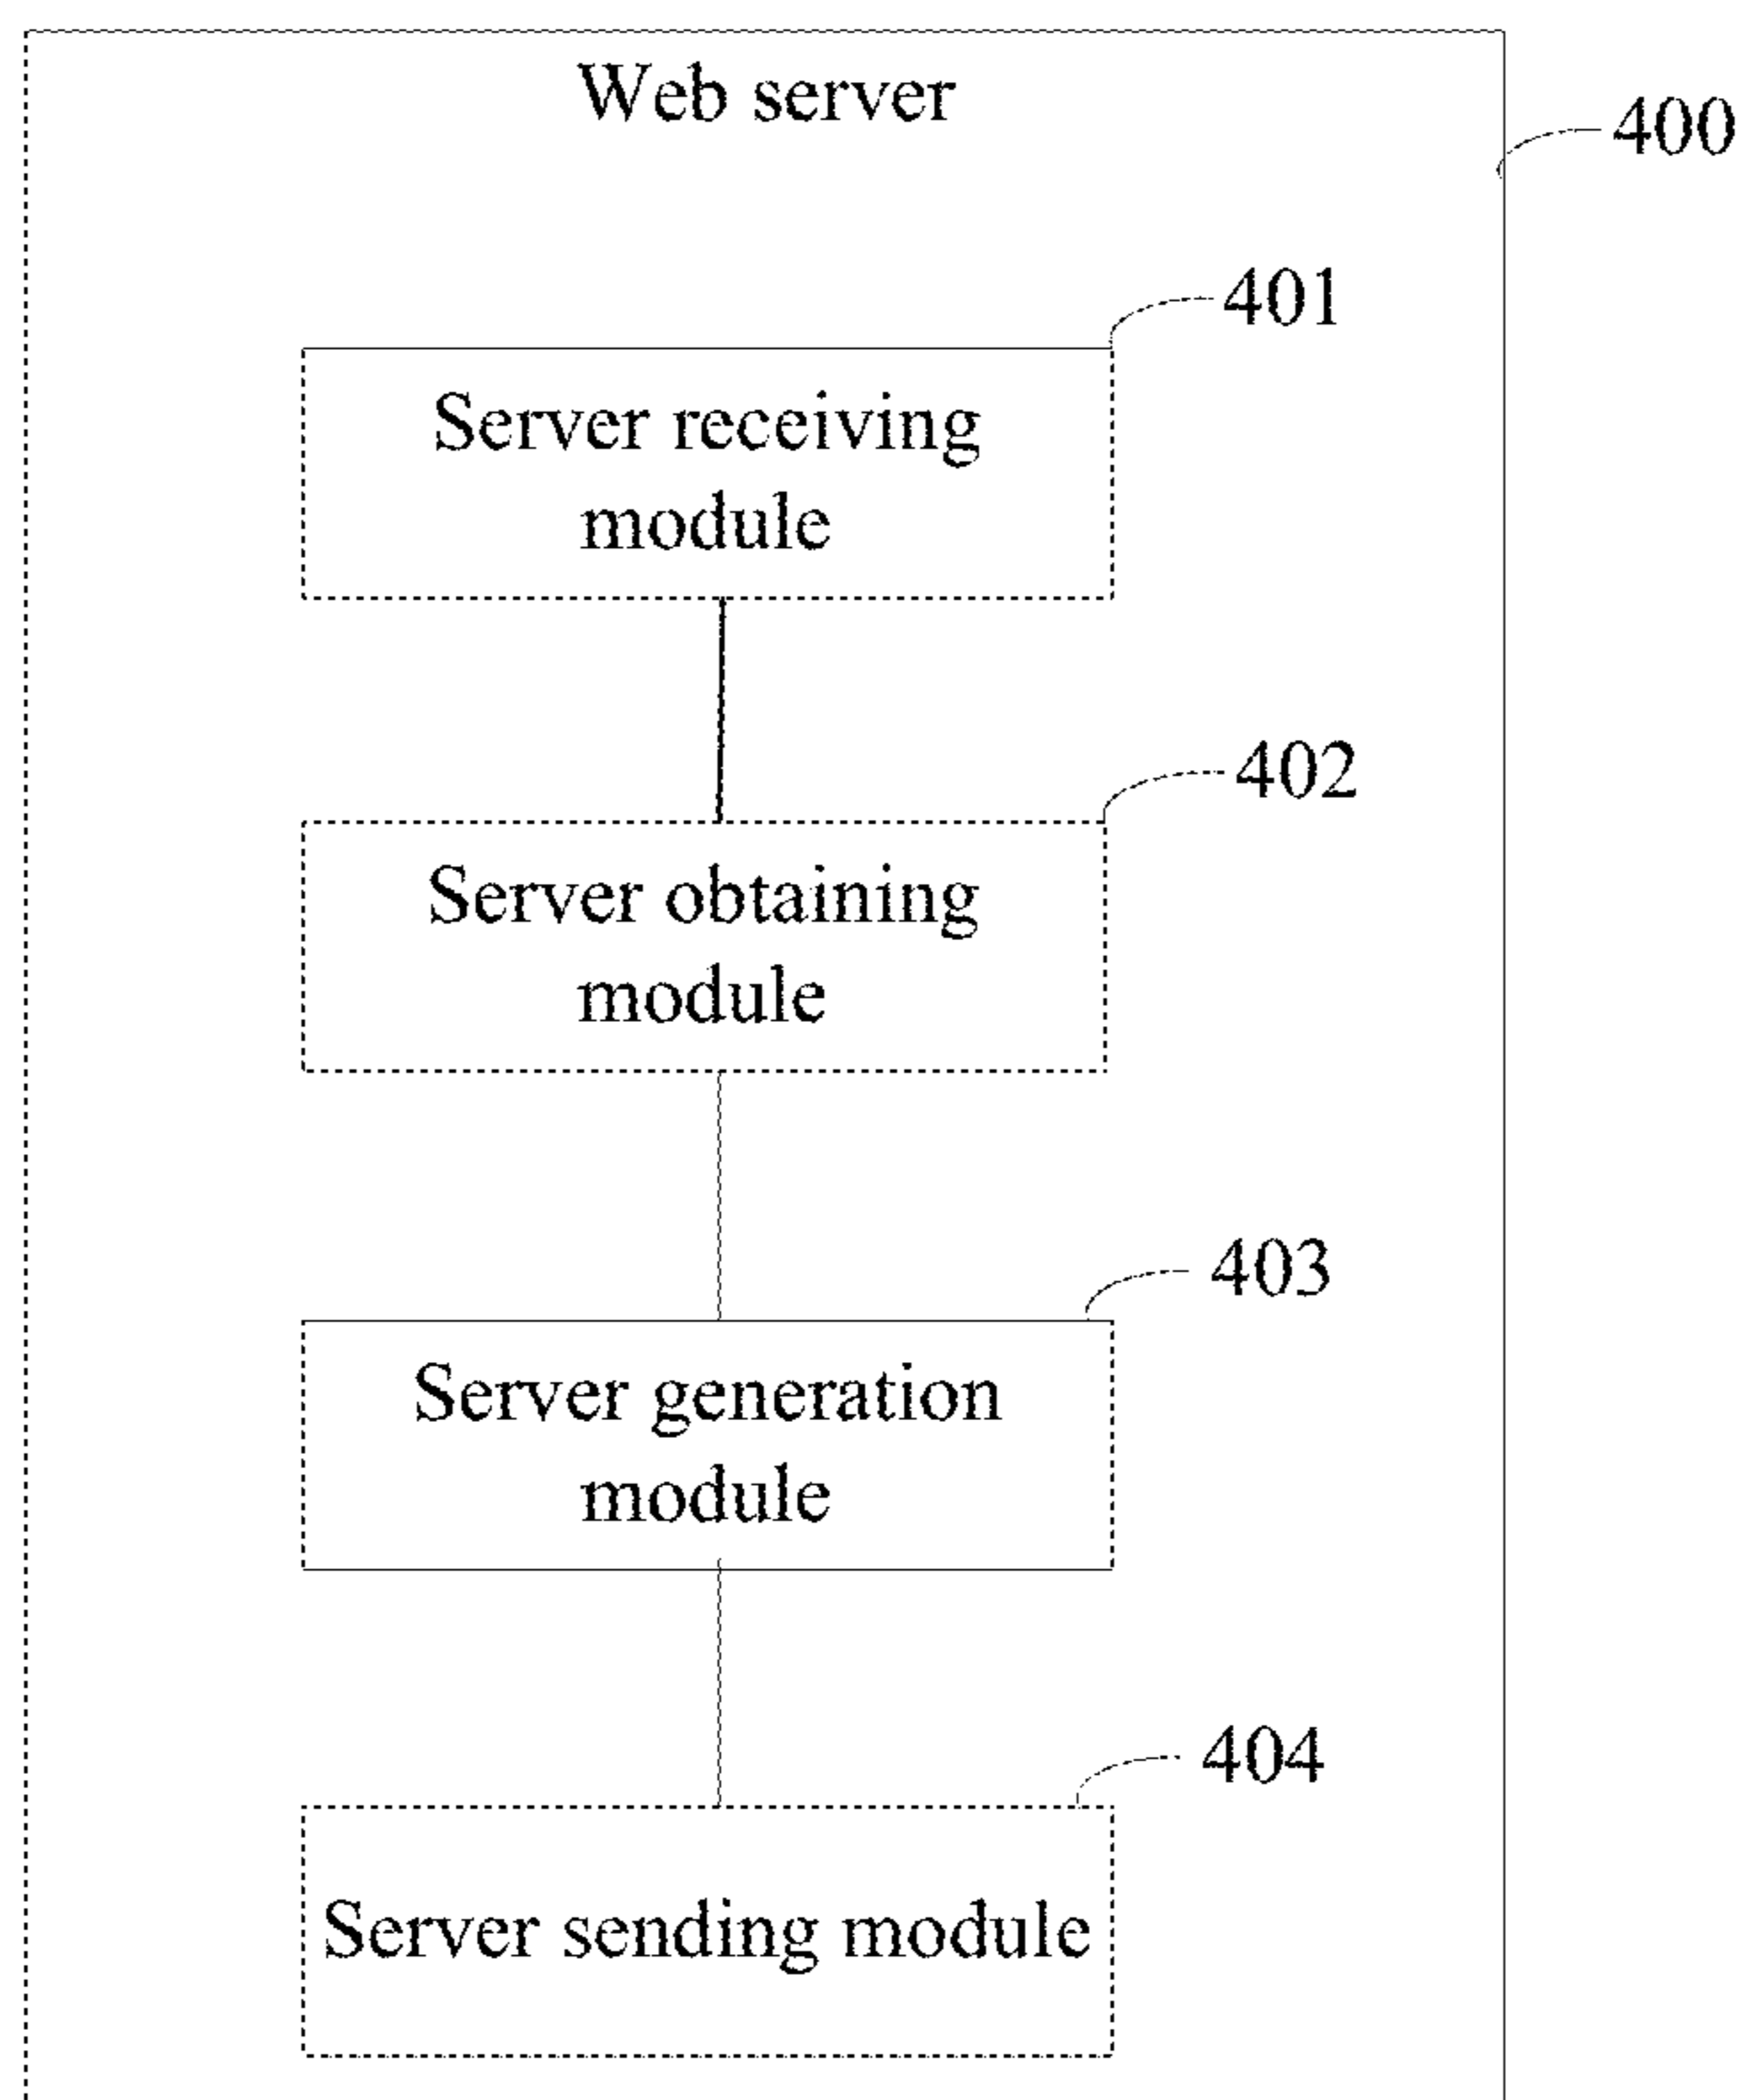 Web server
400
401
Server receiving
module
402
Server obtaining
module
403
Server generation
module
404
Server sending module